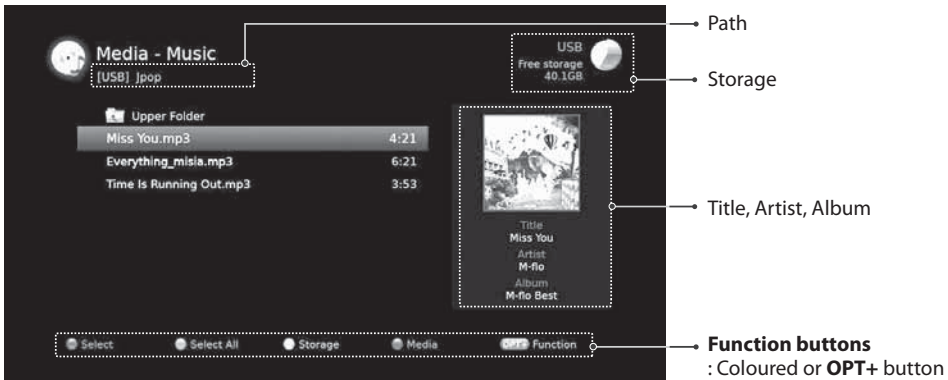 Media - Music
[USB] Jpop
USB
Free storage
40.1GB
Upper Folder
Miss You.mp3 4:21
Everything_misia.mp3 6:21
Time Is Running Out.mp3 3:53
Title
Miss You
Artist
M-flo
Album
M-flo Best
Select Select All Storage Media OPT+ Function
Path
Storage
Title, Artist, Album
Function buttons
: Coloured or OPT+ button